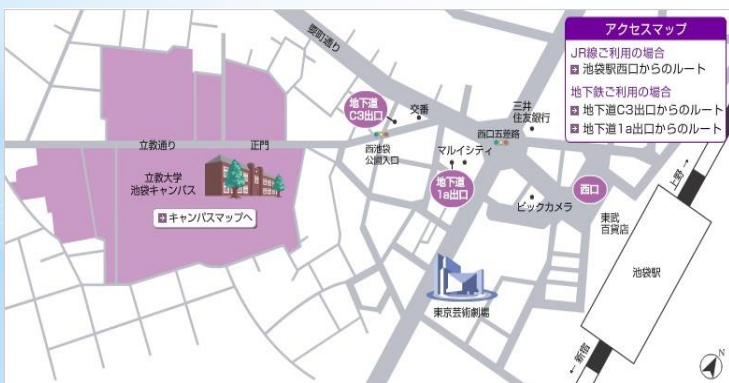 アクセスマップ
JR線ご利用の場合
池袋駅西口からのルート
地下鉄ご利用の場合
地下道C3出口からのルート
地下道1a出口からのルート
要町通り
地下道
C3出口
交番
三井
住友銀行
西口五差路
立教通り
正門
西池袋
公園入口
マルイシティ
立教大学
池袋キャンパス
地下道
1a出口
西口
上野→
キャンパスマップへ
ビックカメラ
東武
百貨店
池袋駅
東京芸術劇場
←新宿
N